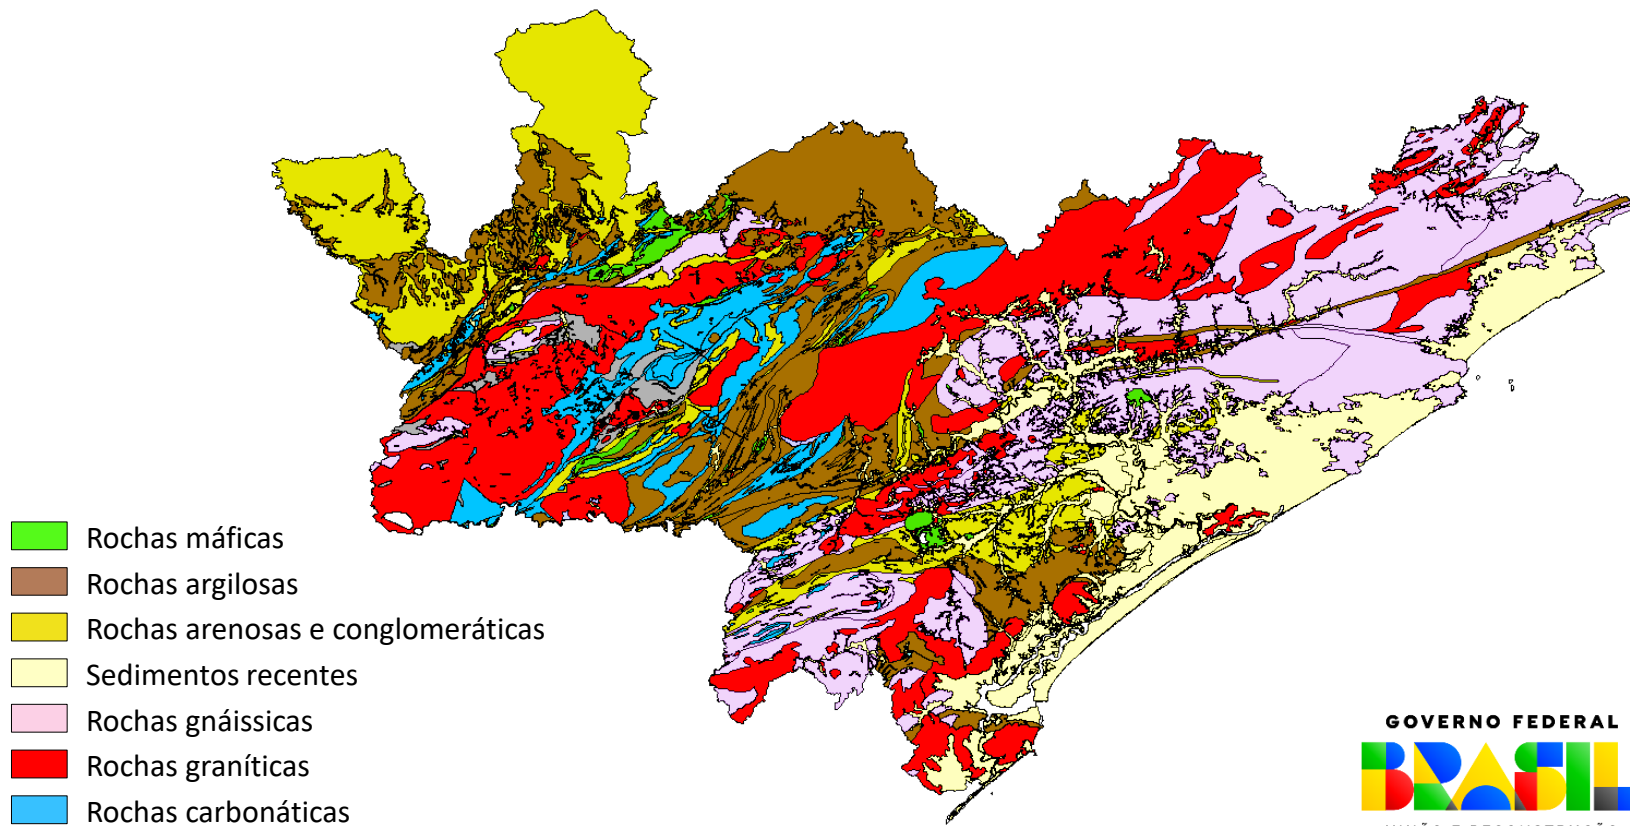 Rochas máficas
Rochas argilosas
Rochas arenosas e conglomeráticas
Sedimentos recentes
Rochas gnáissicas
Rochas graníticas
Rochas carbonáticas
GOVERNO FEDERAL
BRASIL